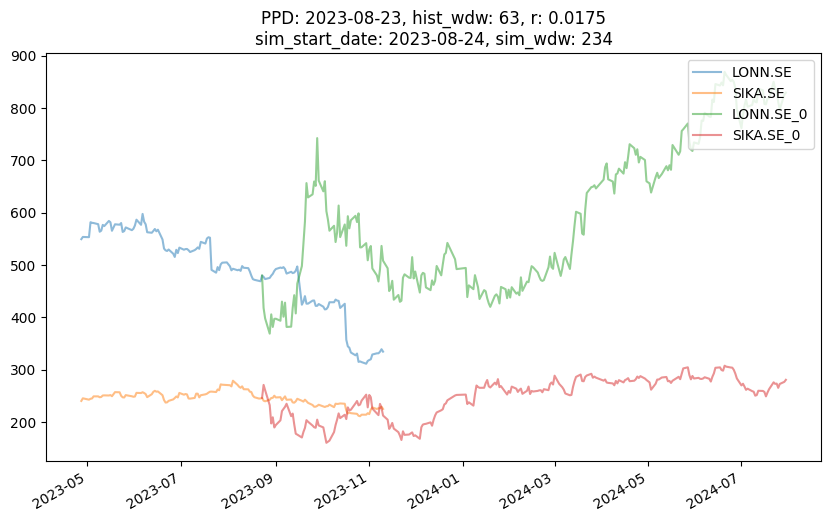 PPD: 2023-08-23, hist_wdw: 63, r: 0.0175
sim_start_date: 2023-08-24, sim_wdw: 234
900
800
700
600
500
400
300
200
LONN.SE
SIKA.SE
LONN.SE_0
SIKA.SE_0
2023-05
2023-07
2023-09
2023-11
2024-01
2024-03
2024-05
2024-07